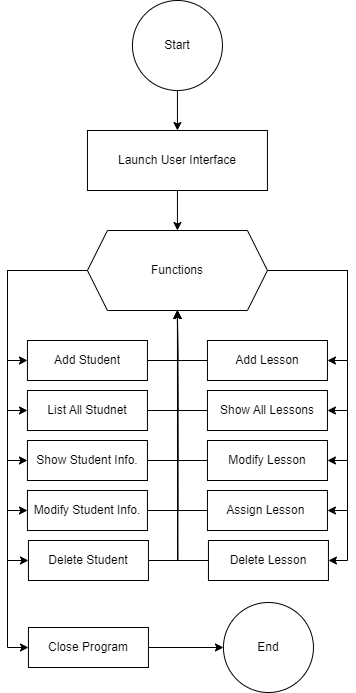 Start
Launch User Interface
Functions
Add Student
Add Lesson
List All Studnet
Show All Lessons
Show Student Info.
Modify Lesson
Modify Student Info.
Assign Lesson
Delete Student
Delete Lesson
Close Program
End